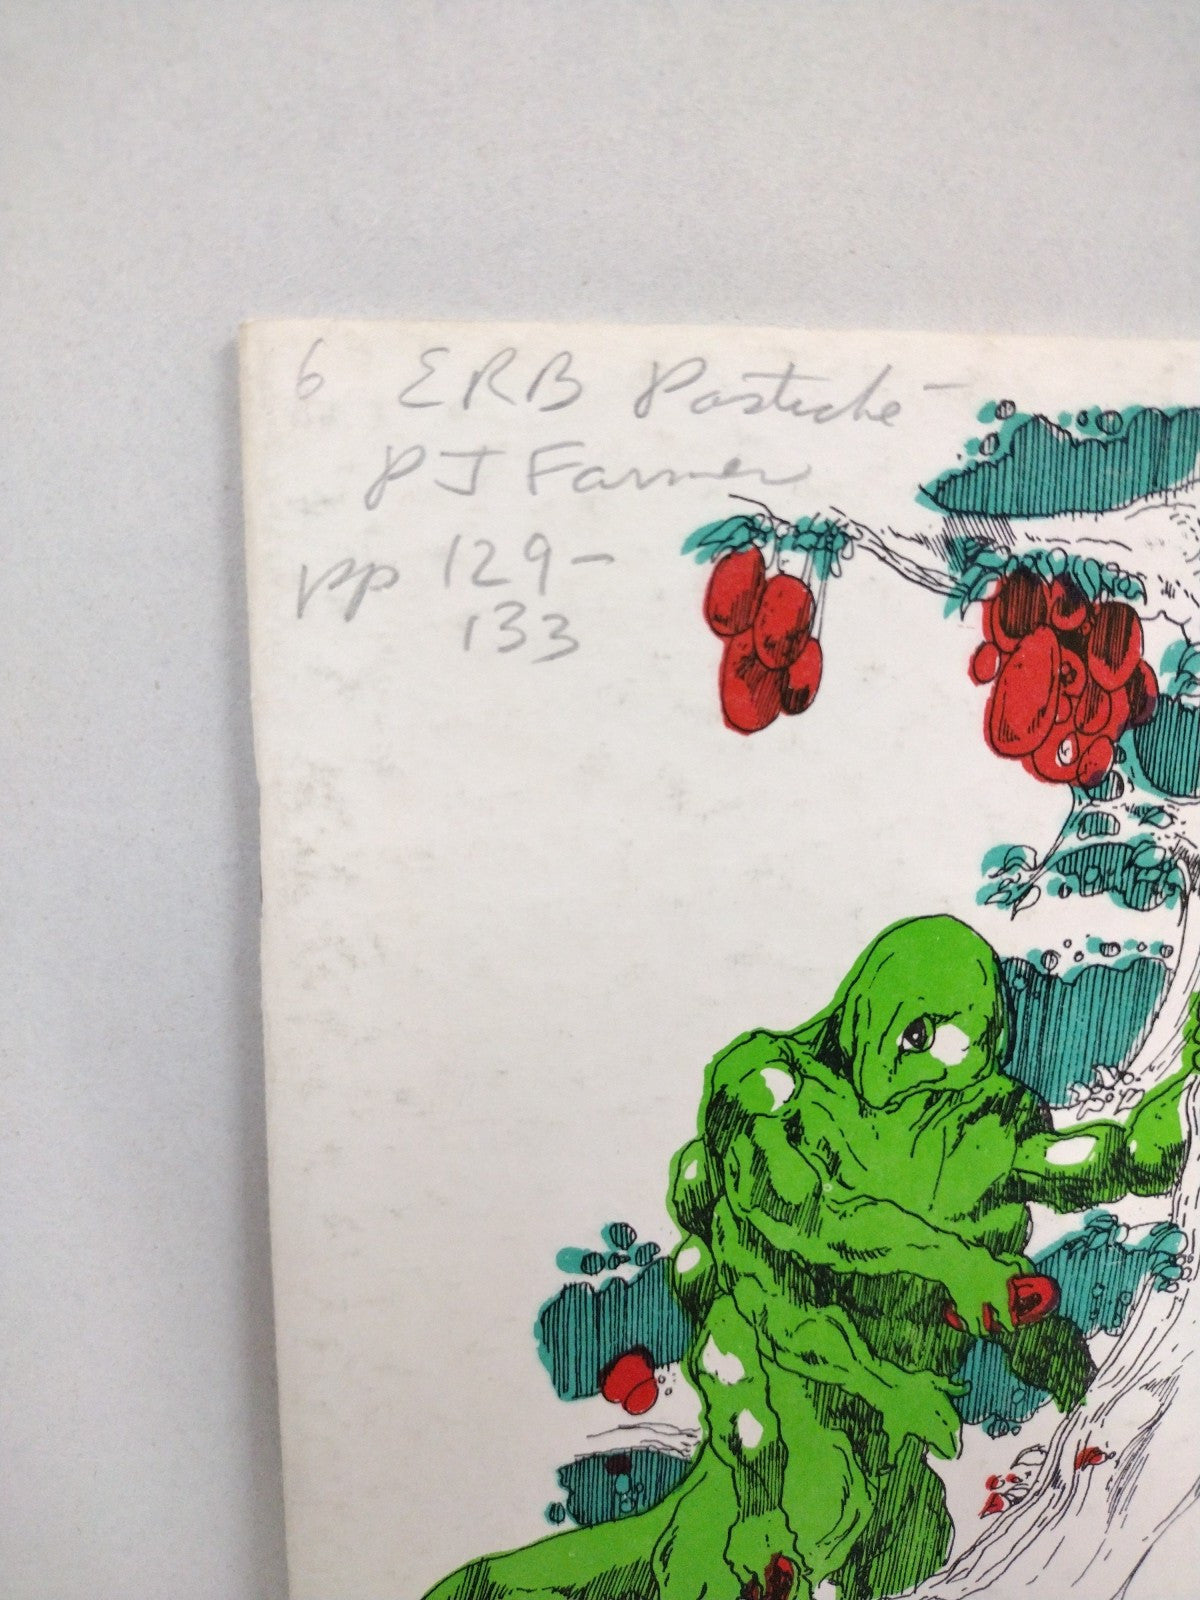 6 ERB Pastiche –
PJ Farmer
pp 129–
133